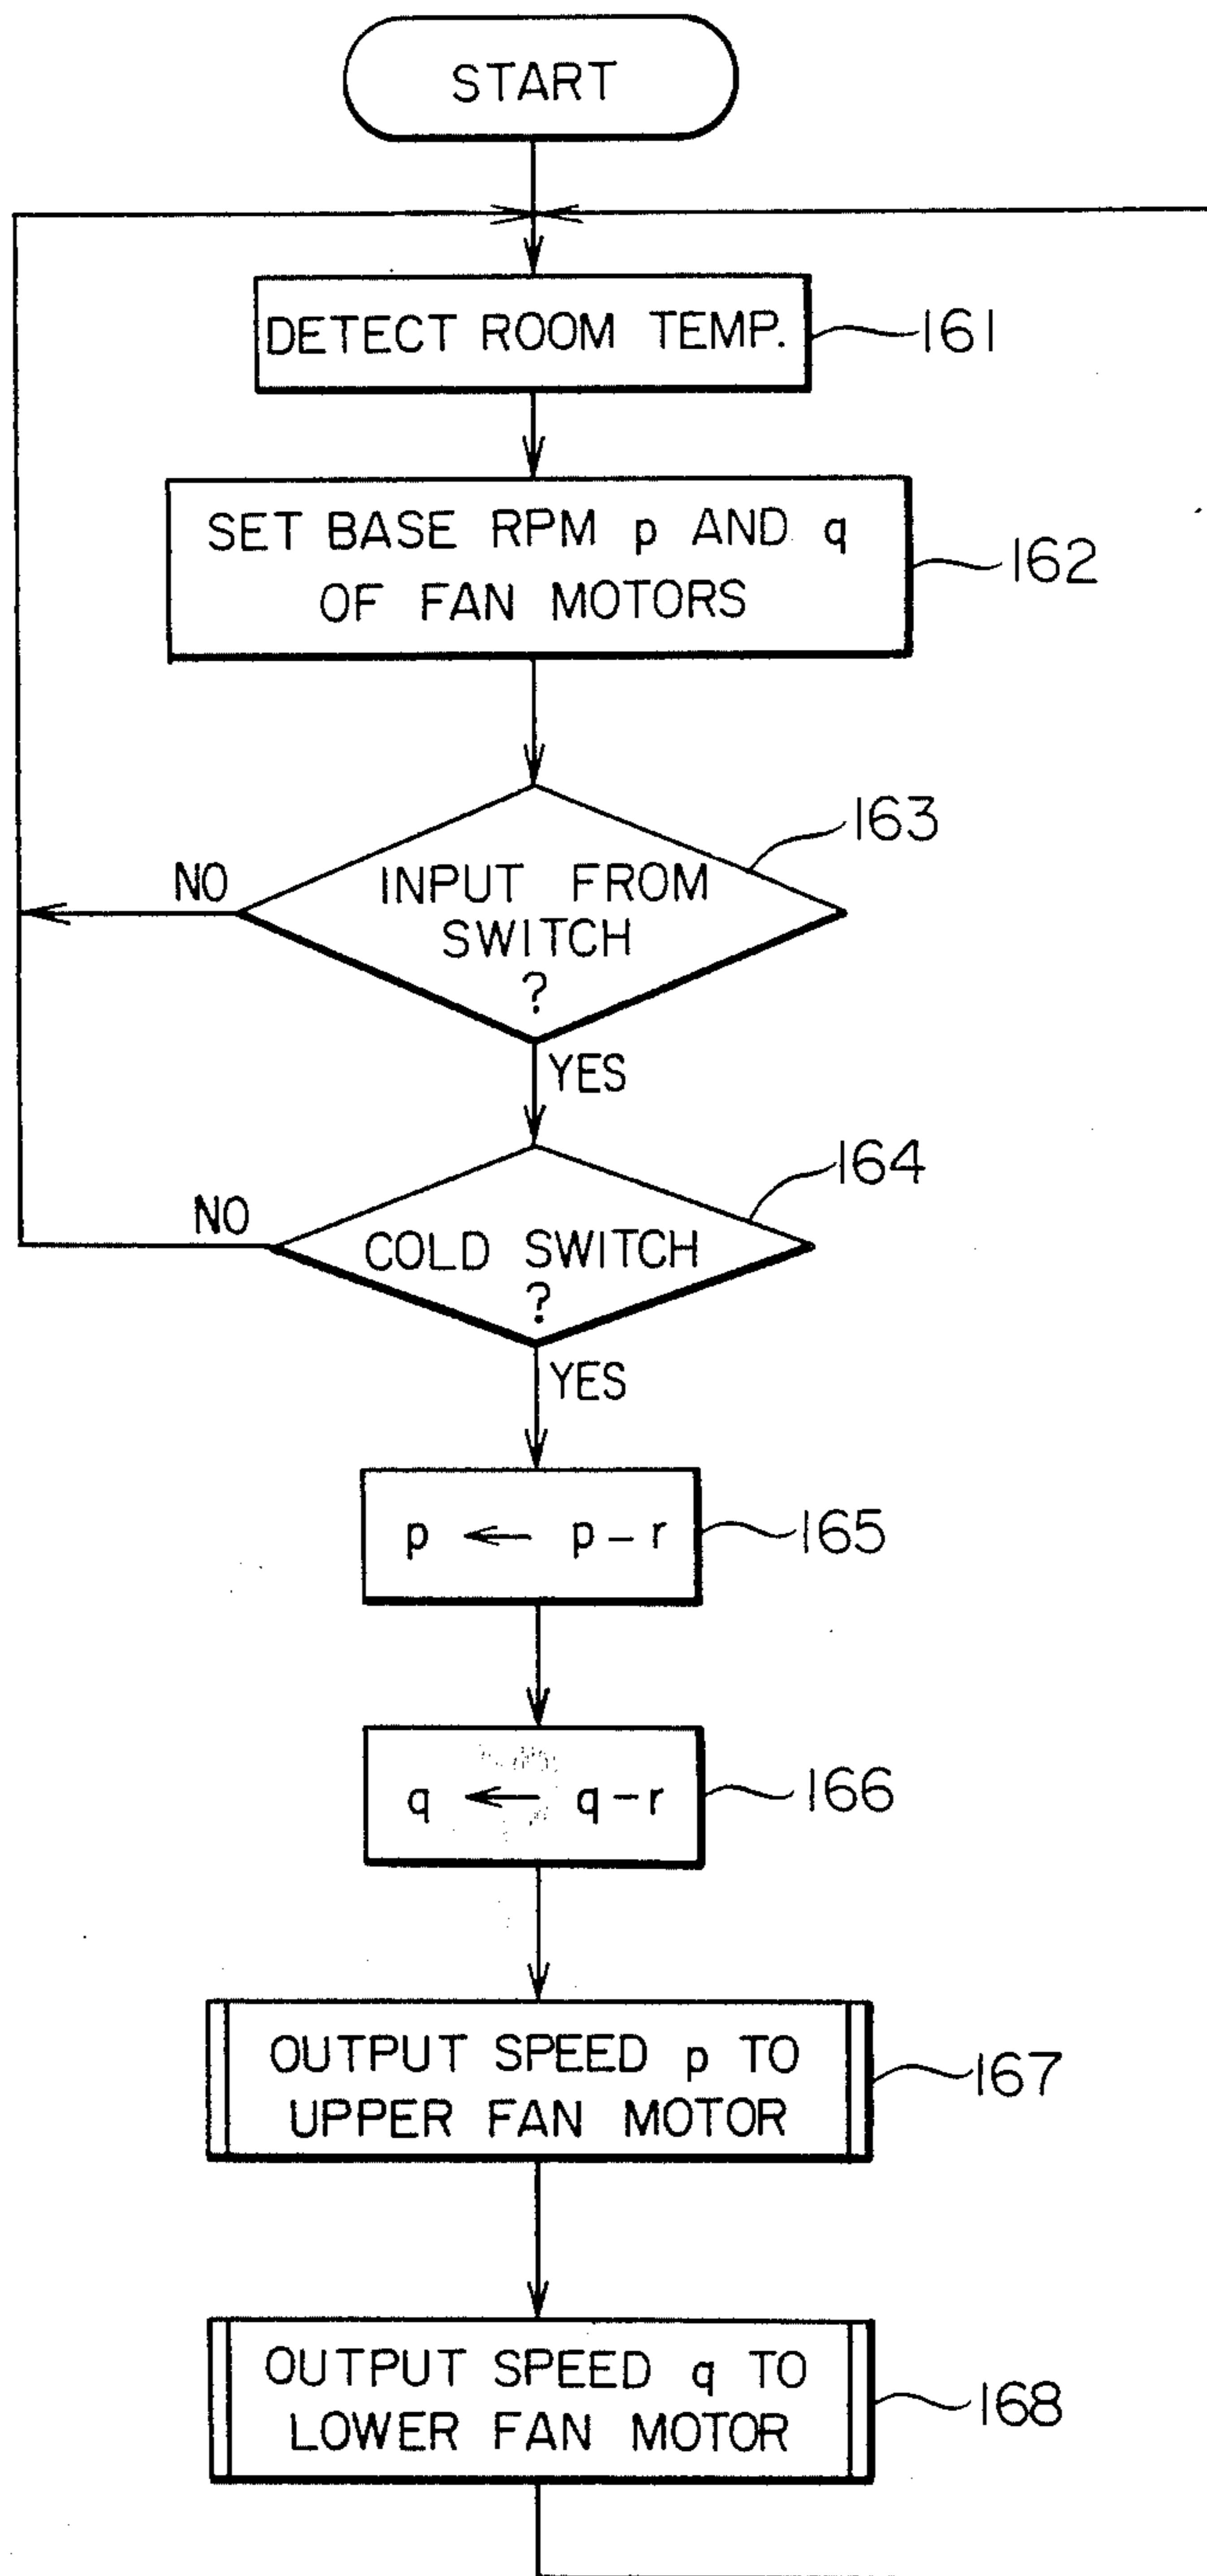 START
DETECT ROOM TEMP.
161
SET BASE RPM p AND q
OF FAN MOTORS
162
163
NO
INPUT FROM
SWITCH
?
YES
164
NO
COLD SWITCH
?
YES
p ← p – r
165
q ← q – r
166
OUTPUT SPEED p TO
UPPER FAN MOTOR
167
OUTPUT SPEED q TO
LOWER FAN MOTOR
168